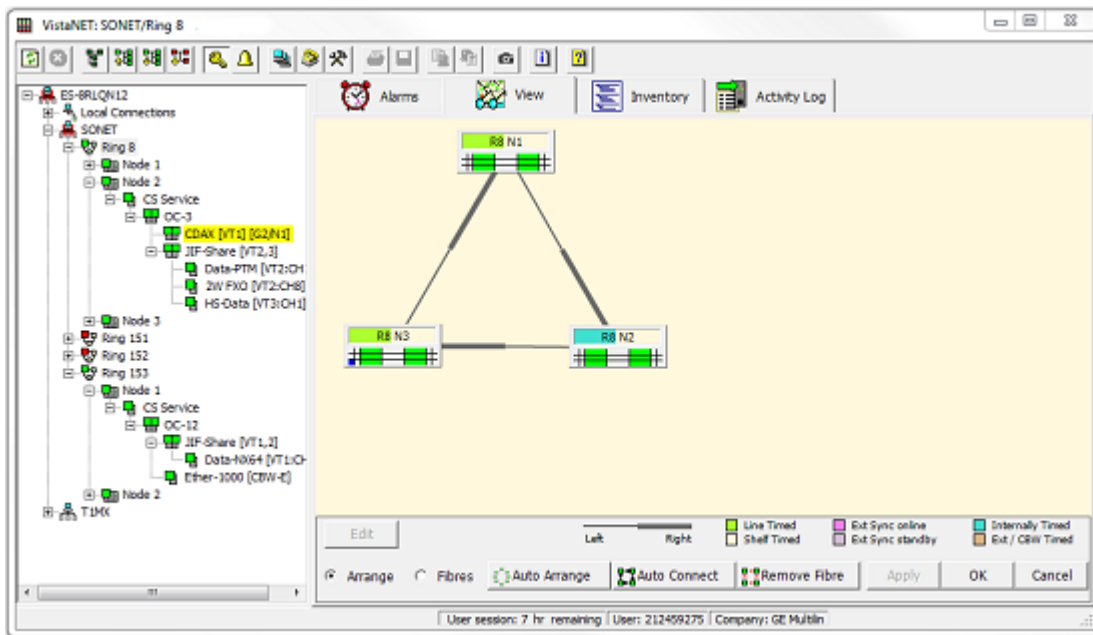 VistaNET: SONET/Ring 8
ES-8RLQN12
Local Connections
SONET
Ring 8
Node 1
Node 2
CS Service
OC-3
CDAX [VT1] [G2/N1]
JIF-Share [VT2,3]
Data-PTM [VT2:CH
2W FXO [VT2:CH8]
HS-Data [VT3:CH1]
Node 3
Ring 151
Ring 152
Ring 153
Node 1
CS Service
OC-12
JIF-Share [VT1,2]
Data-NX64 [VT1:CH
Ether-1000 [CBW-E]
Node 2
T1MX
Alarms View Inventory Activity Log
R8 N1
R8 N3 R8 N2
Edit Left Right Line Timed Ext Sync online Internally Timed
Shelf Timed Ext Sync standby Ext / CBW Timed
Arrange Fibres Auto Arrange Auto Connect Remove Fibre Apply OK Cancel
User session: 7 hr remaining User: 212459275 Company: GE Multilin